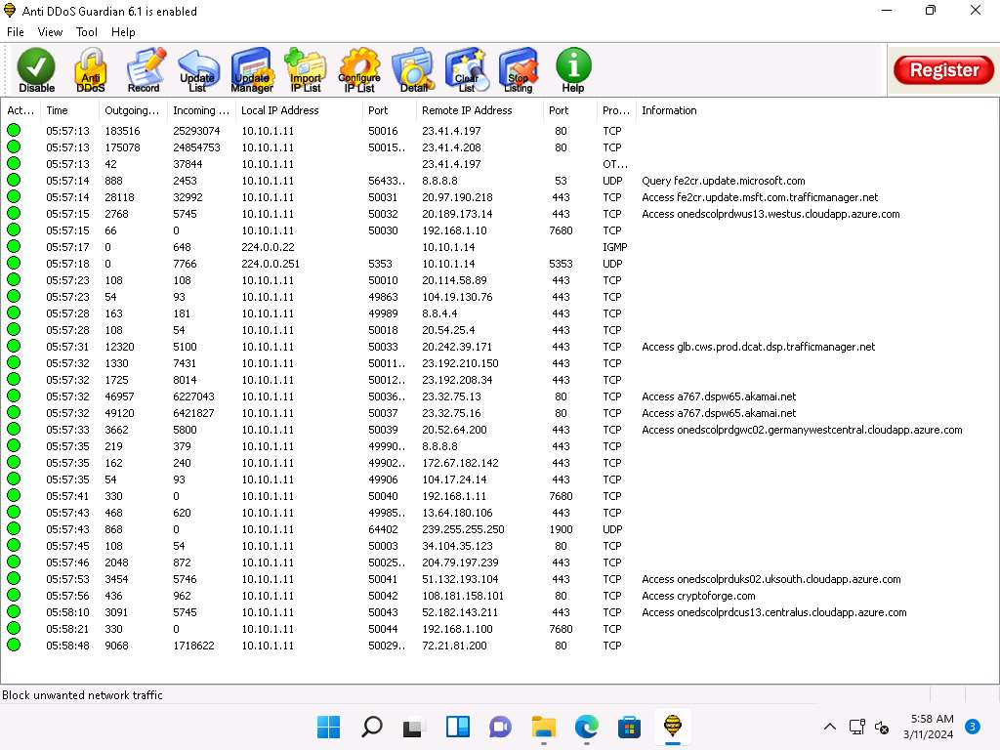 Anti DDoS Guardian 6.1 is enabled
File View Tool Help
Disable Anti DDoS Record Update List Update Manager Import IP List Configure IP List Detail Clear List Stop Listing Help Register
Act... Time Outgoing... Incoming ... Local IP Address Port Remote IP Address Port Pro... Information
05:57:13 183516 25293074 10.10.1.11 50016 23.41.4.197 80 TCP
05:57:13 175078 24854753 10.10.1.11 50015.. 23.41.4.208 80 TCP
05:57:13 42 37844 10.10.1.11 23.41.4.197 OT...
05:57:14 888 2453 10.10.1.11 56433.. 8.8.8.8 53 UDP Query fe2cr.update.microsoft.com
05:57:14 28118 32992 10.10.1.11 50031 20.97.190.218 443 TCP Access fe2cr.update.msft.com.trafficmanager.net
05:57:15 2768 5745 10.10.1.11 50032 20.189.173.14 443 TCP Access onedscolprdwus13.westus.cloudapp.azure.com
05:57:15 66 0 10.10.1.11 50030 192.168.1.10 7680 TCP
05:57:17 0 648 224.0.0.22 10.10.1.14 IGMP
05:57:18 0 7766 224.0.0.251 5353 10.10.1.14 5353 UDP
05:57:23 108 108 10.10.1.11 50010 20.114.58.89 443 TCP
05:57:23 54 93 10.10.1.11 49863 104.19.130.76 443 TCP
05:57:28 163 181 10.10.1.11 49989 8.8.4.4 443 TCP
05:57:28 108 54 10.10.1.11 50018 20.54.25.4 443 TCP
05:57:31 12320 5100 10.10.1.11 50033 20.242.39.171 443 TCP Access glb.cws.prod.dcat.dsp.trafficmanager.net
05:57:32 1330 7431 10.10.1.11 50011.. 23.192.210.150 443 TCP
05:57:32 1725 8014 10.10.1.11 50012.. 23.192.208.34 443 TCP
05:57:32 46957 6227043 10.10.1.11 50036.. 23.32.75.13 80 TCP Access a767.dspw65.akamai.net
05:57:32 49120 6421827 10.10.1.11 50037 23.32.75.16 80 TCP Access a767.dspw65.akamai.net
05:57:33 3662 5800 10.10.1.11 50039 20.52.64.200 443 TCP Access onedscolprdgwc02.germanywestcentral.cloudapp.azure.com
05:57:35 219 379 10.10.1.11 49990.. 8.8.8.8 443 TCP
05:57:35 162 240 10.10.1.11 49902.. 172.67.182.142 443 TCP
05:57:35 54 93 10.10.1.11 49906 104.17.24.14 443 TCP
05:57:41 330 0 10.10.1.11 50040 192.168.1.11 7680 TCP
05:57:43 468 620 10.10.1.11 49985.. 13.64.180.106 443 TCP
05:57:43 868 0 10.10.1.11 64402 239.255.255.250 1900 UDP
05:57:45 108 54 10.10.1.11 50003 34.104.35.123 80 TCP
05:57:46 2048 872 10.10.1.11 50025.. 204.79.197.239 443 TCP
05:57:53 3454 5746 10.10.1.11 50041 51.132.193.104 443 TCP Access onedscolprduks02.uksouth.cloudapp.azure.com
05:57:56 436 962 10.10.1.11 50042 108.181.158.101 80 TCP Access cryptoforge.com
05:58:10 3091 5745 10.10.1.11 50043 52.182.143.211 443 TCP Access onedscolprdcus13.centralus.cloudapp.azure.com
05:58:21 330 0 10.10.1.11 50044 192.168.1.100 7680 TCP
05:58:48 9068 1718622 10.10.1.11 50029.. 72.21.81.200 80 TCP
Block unwanted network traffic
5:58 AM
3/11/2024 3